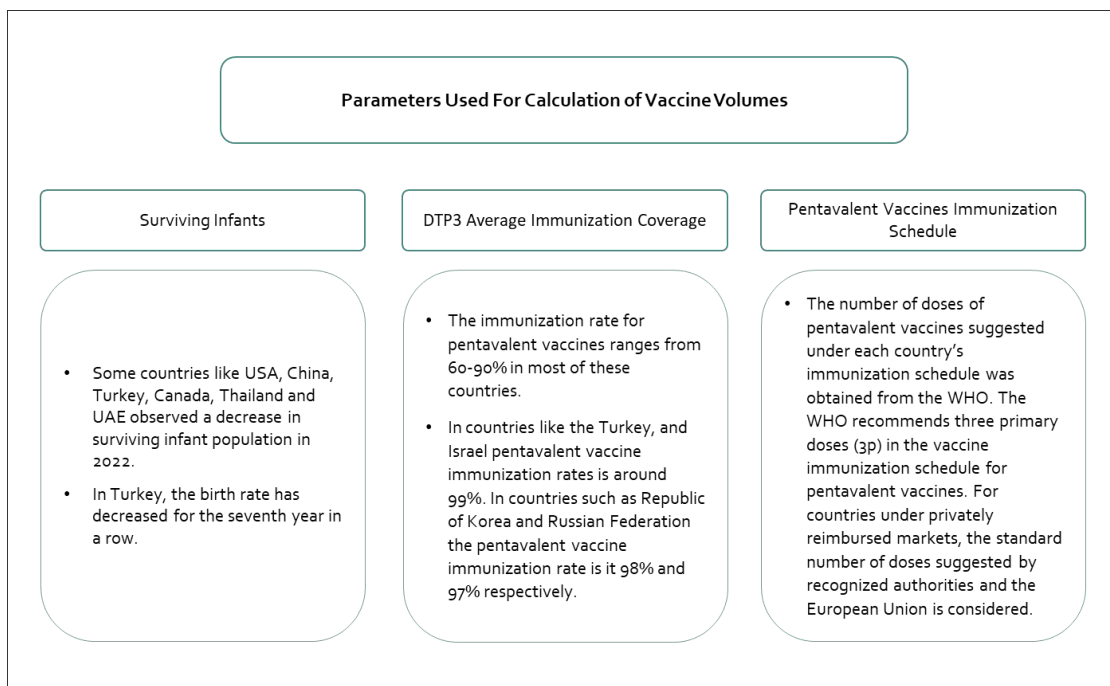 Parameters Used For Calculation of Vaccine Volumes
Surviving Infants
• Some countries like USA, China,
Turkey, Canada, Thailand and
UAE observed a decrease in
surviving infant population in
2022.
• In Turkey, the birth rate has
decreased for the seventh year in
a row.
DTP3 Average Immunization Coverage
• The immunization rate for
pentavalent vaccines ranges from
60-90% in most of these
countries.
• In countries like the Turkey, and
Israel pentavalent vaccine
immunization rates is around
99%. In countries such as Republic
of Korea and Russian Federation
the pentavalent vaccine
immunization rate is it 98% and
97% respectively.
Pentavalent Vaccines Immunization
Schedule
• The number of doses of
pentavalent vaccines suggested
under each country’s
immunization schedule was
obtained from the WHO. The
WHO recommends three primary
doses (3p) in the vaccine
immunization schedule for
pentavalent vaccines. For
countries under privately
reimbursed markets, the standard
number of doses suggested by
recognized authorities and the
European Union is considered.